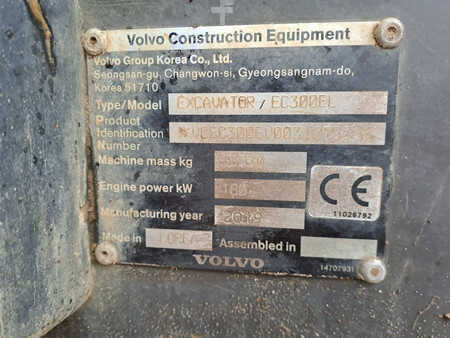 Volvo Construction Equipment
Volvo Group Korea Co., Ltd.
Seongsan-gu, Changwon-si, Gyeongsangnam-do,
Korea 51710
Type/Model EXCAVATOR / EC300EL
Product
Identification
Number
Machine mass kg
Engine power kW 180
Manufacturing year 2019
CE
11026792
Made in KOREA Assembled in
VOLVO
14707931